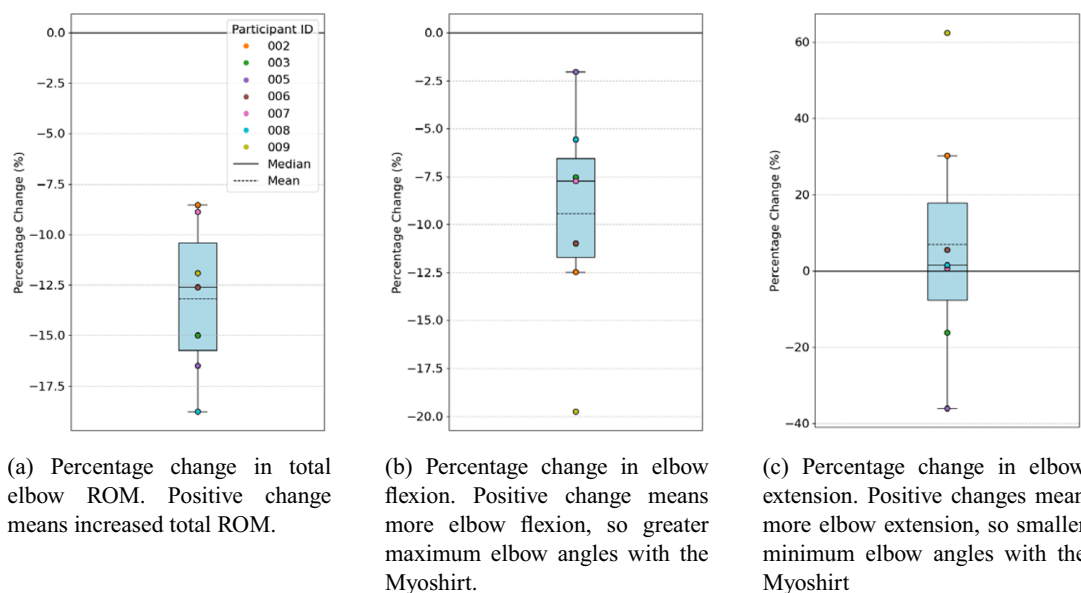 Percentage Change (%)
0.0
−2.5
−5.0
−7.5
−10.0
−12.5
−15.0
−17.5
Participant ID
002
003
005
006
007
008
009
Median
Mean
Percentage Change (%)
0.0
−2.5
−5.0
−7.5
−10.0
−12.5
−15.0
−17.5
−20.0
Percentage Change (%)
60
40
20
0
−20
−40
(a) Percentage change in total
elbow ROM. Positive change
means increased total ROM.
(b) Percentage change in elbow
flexion. Positive change means
more elbow flexion, so greater
maximum elbow angles with the
Myoshirt.
(c) Percentage change in elbow
extension. Positive changes mean
more elbow extension, so smaller
minimum elbow angles with the
Myoshirt